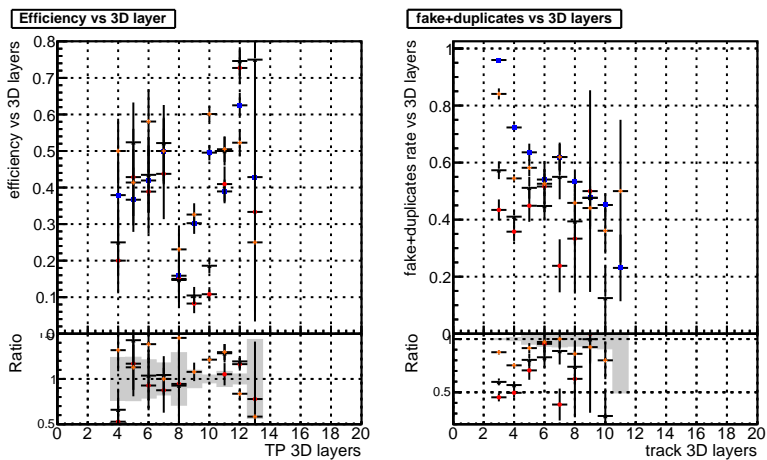 Efficiency vs 3D layer
efficiency vs 3D layers
0.8
0.7
0.6
0.5
0.4
0.3
0.2
0.1
0
Ratio
1
0.5
0 2 4 6 8 10 12 14 16 18 20
TP 3D layers
fake+duplicates vs 3D layers
fake+duplicates rate vs 3D layers
1
0.8
0.6
0.4
0.2
0
Ratio
1
0.5
0 2 4 6 8 10 12 14 16 18 20
track 3D layers